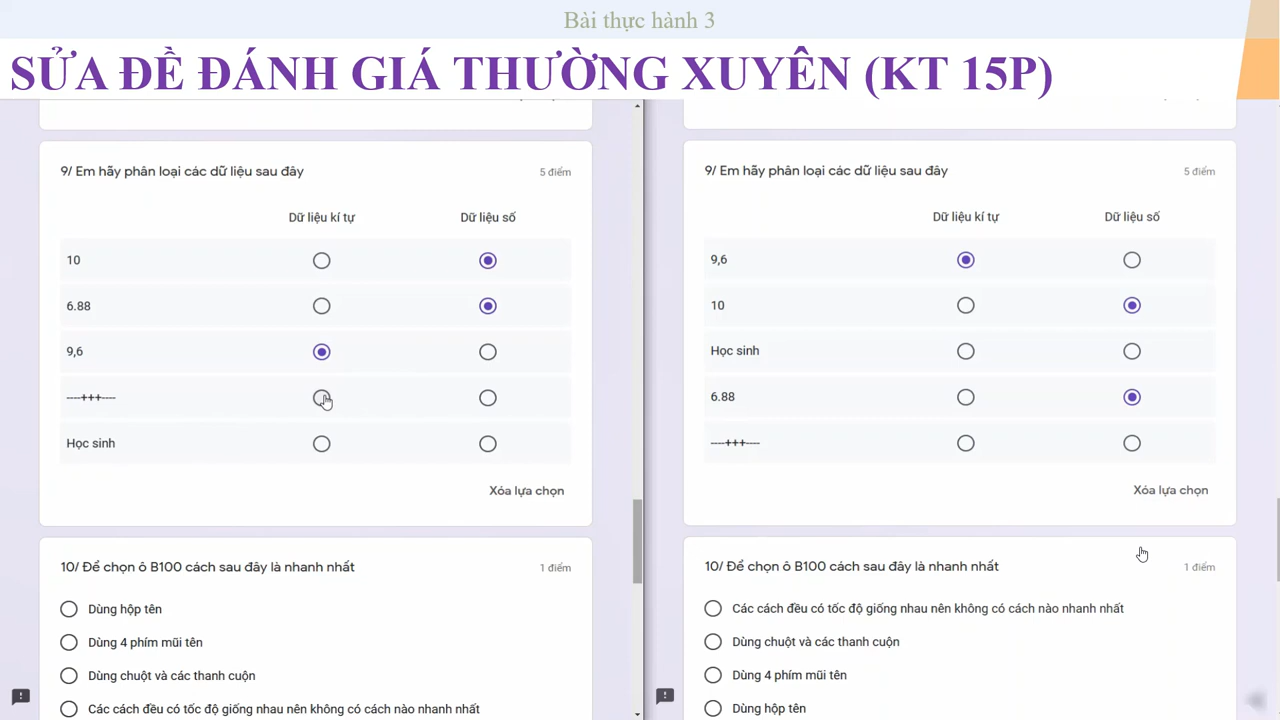 Bài thực hành 3
SỬA ĐỀ ĐÁNH GIÁ THƯỜNG XUYÊN (KT 15P)
9/ Em hãy phân loại các dữ liệu sau đây
5 điểm
Dữ liệu kí tự Dữ liệu số
10
6.88
9,6
----+++----
Học sinh
Xóa lựa chọn
10/ Để chọn ô B100 cách sau đây là nhanh nhất
1 điểm
Dùng hộp tên
Dùng 4 phím mũi tên
Dùng chuột và các thanh cuộn
Các cách đều có tốc độ giống nhau nên không có cách nào nhanh nhất
9/ Em hãy phân loại các dữ liệu sau đây
5 điểm
Dữ liệu kí tự Dữ liệu số
9,6
10
Học sinh
6.88
----+++----
Xóa lựa chọn
10/ Để chọn ô B100 cách sau đây là nhanh nhất
1 điểm
Các cách đều có tốc độ giống nhau nên không có cách nào nhanh nhất
Dùng chuột và các thanh cuộn
Dùng 4 phím mũi tên
Dùng hộp tên